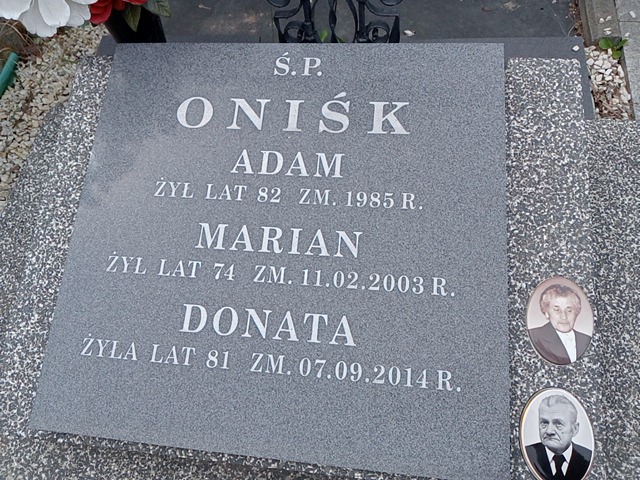 Ś.P.
ONIŚK
ADAM
ŻYŁ LAT 82 ZM. 1985 R.
MARIAN
ŻYŁ LAT 74 ZM. 11.02.2003 R.
DONATA
ŻYŁA LAT 81 ZM. 07.09.2014 R.